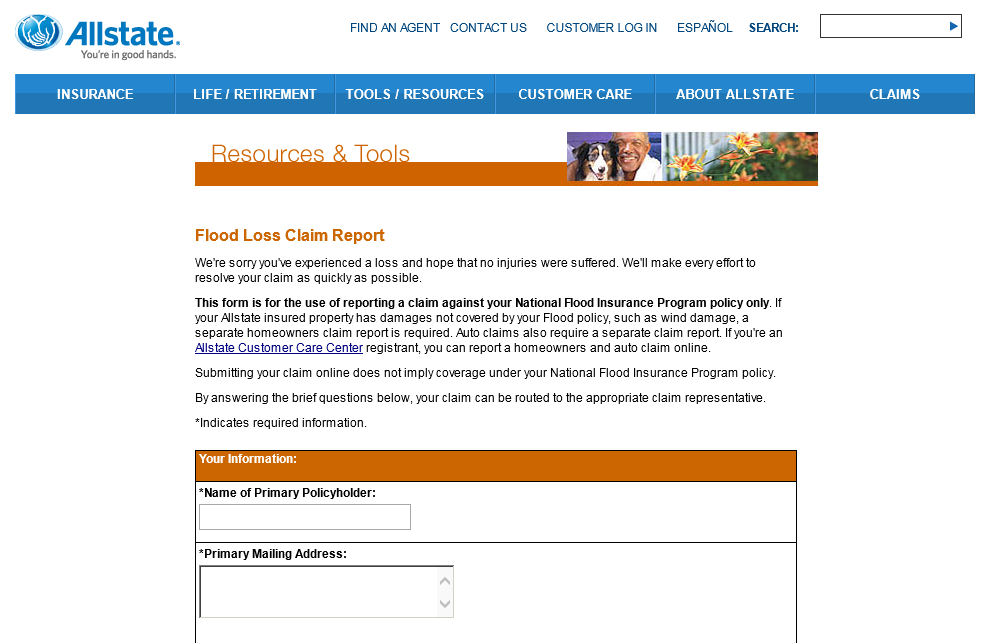 Allstate.
You're in good hands.
FIND AN AGENT CONTACT US CUSTOMER LOG IN ESPAÑOL SEARCH:
INSURANCE LIFE / RETIREMENT TOOLS / RESOURCES CUSTOMER CARE ABOUT ALLSTATE CLAIMS
Resources & Tools
Flood Loss Claim Report
We're sorry you've experienced a loss and hope that no injuries were suffered. We'll make every effort to
resolve your claim as quickly as possible.
This form is for the use of reporting a claim against your National Flood Insurance Program policy only. If
your Allstate insured property has damages not covered by your Flood policy, such as wind damage, a
separate homeowners claim report is required. Auto claims also require a separate claim report. If you're an
Allstate Customer Care Center registrant, you can report a homeowners and auto claim online.
Submitting your claim online does not imply coverage under your National Flood Insurance Program policy.
By answering the brief questions below, your claim can be routed to the appropriate claim representative.
*Indicates required information.
Your Information:
*Name of Primary Policyholder:
*Primary Mailing Address: